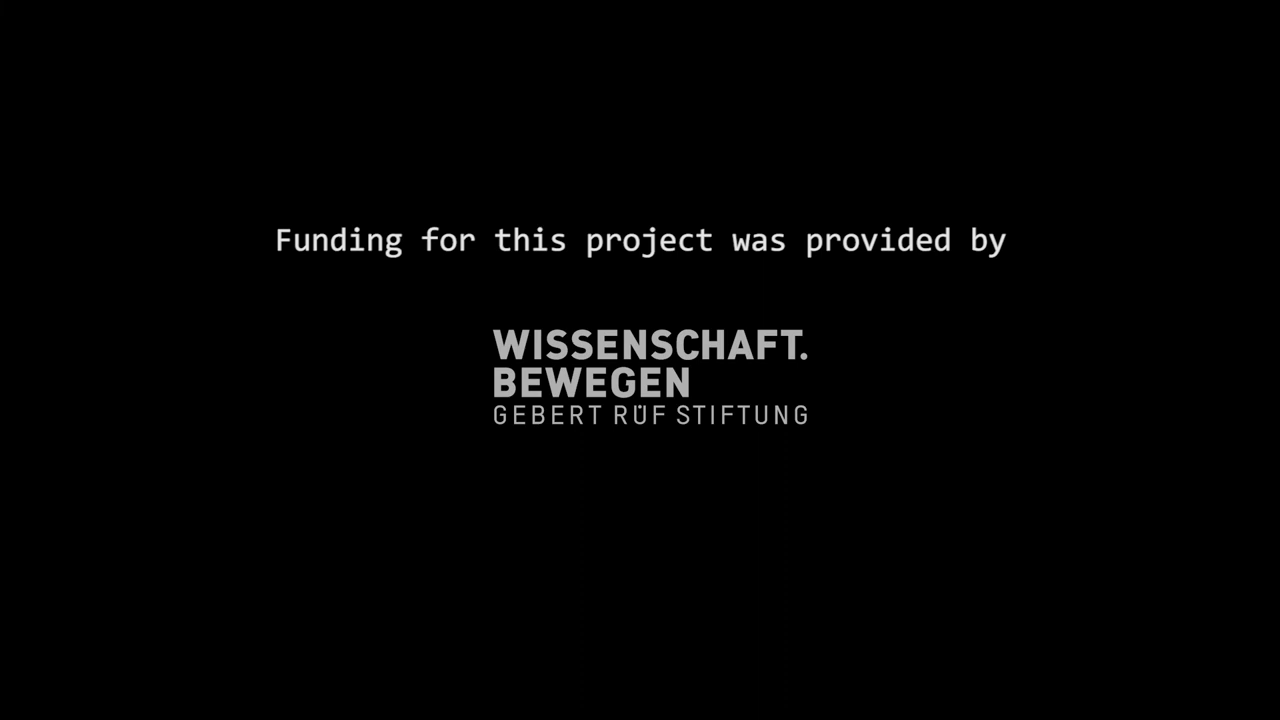 Funding for this project was provided by
WISSENSCHAFT.
BEWEGEN
GEBERT RÜF STIFTUNG